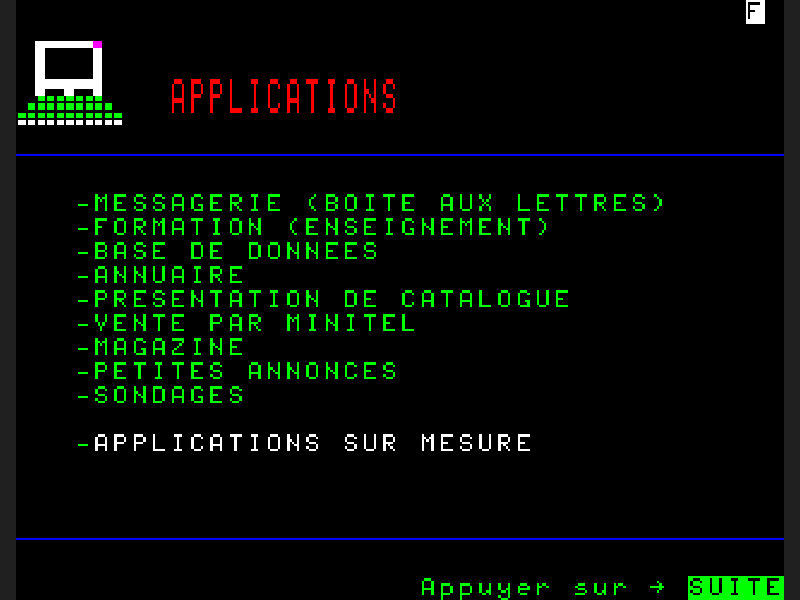 F
APPLICATIONS
-MESSAGERIE (BOITE AUX LETTRES)
-FORMATION (ENSEIGNEMENT)
-BASE DE DONNEES
-ANNUAIRE
-PRESENTATION DE CATALOGUE
-VENTE PAR MINITEL
-MAGAZINE
-PETITES ANNONCES
-SONDAGES
-APPLICATIONS SUR MESURE
Appuyer sur → SUITE